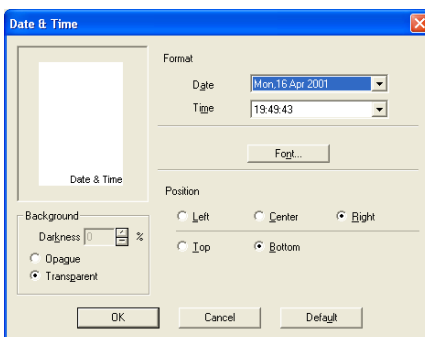 Date & Time
Format
Date Mon,16 Apr 2001
Time 19:49:43
Font...
Date & Time
Position
Left Center Right
Top Bottom
Background
Darkness 0 %
Opaque
Transparent
OK Cancel Default